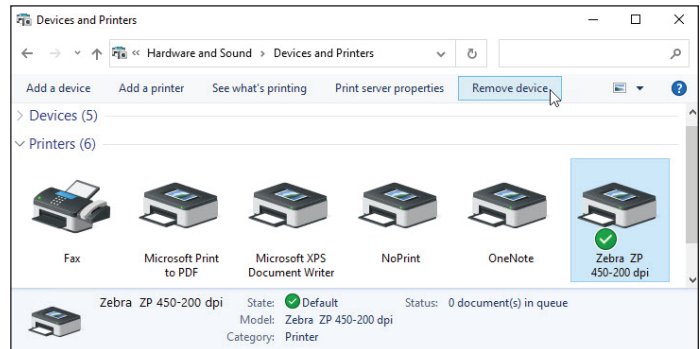 Devices and Printers
« Hardware and Sound > Devices and Printers
Add a device Add a printer See what's printing Print server properties Remove device
Devices (5)
Printers (6)
Fax
Microsoft Print
to PDF
Microsoft XPS
Document Writer
NoPrint
OneNote
Zebra ZP
450-200 dpi
Zebra ZP 450-200 dpi State: Default Status: 0 document(s) in queue
Model: Zebra ZP 450-200 dpi
Category: Printer